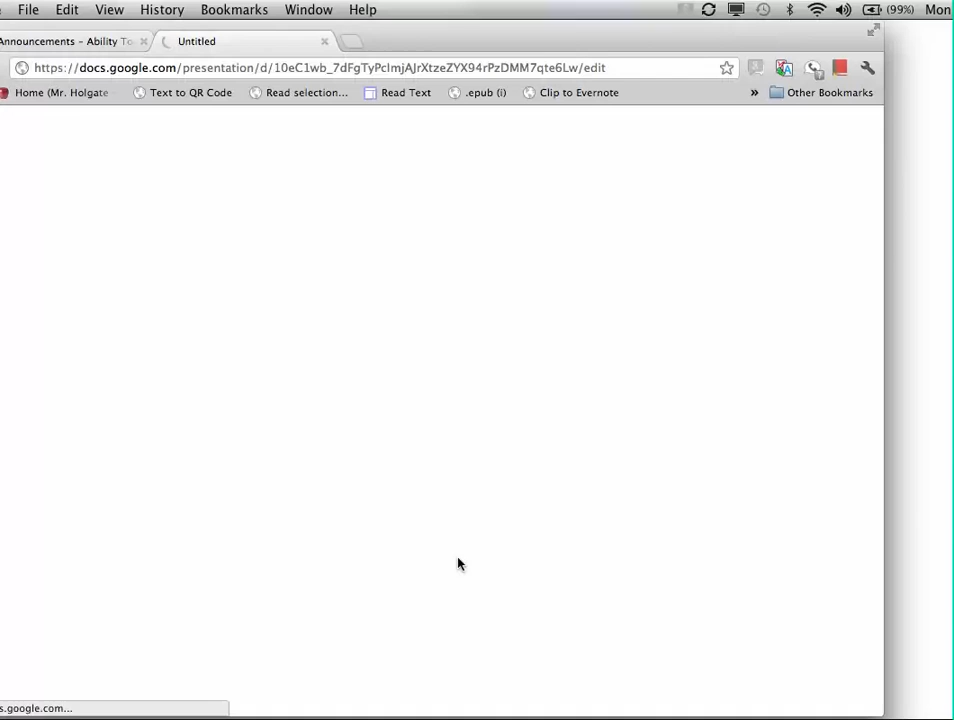 File Edit View History Bookmarks Window Help (99%) Mon
Announcements - Ability To Untitled
https://docs.google.com/presentation/d/10eC1wb_7dFgTyPcImjAJrXtzeZYX94rPzDMM7qte6Lw/edit
Home (Mr. Holgate Text to QR Code Read selection... Read Text .epub (i) Clip to Evernote » Other Bookmarks
s.google.com...